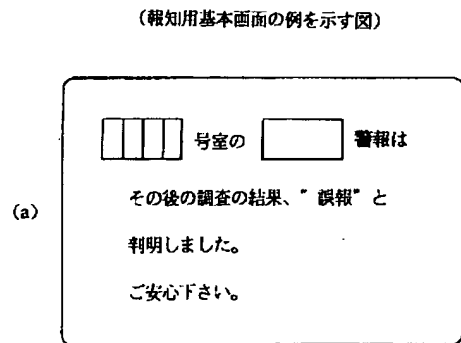 (報知用基本画面の例を示す図)
号室の 警報は
(a)
その後の調査の結果、"誤報"と
判明しました。
ご安心下さい。